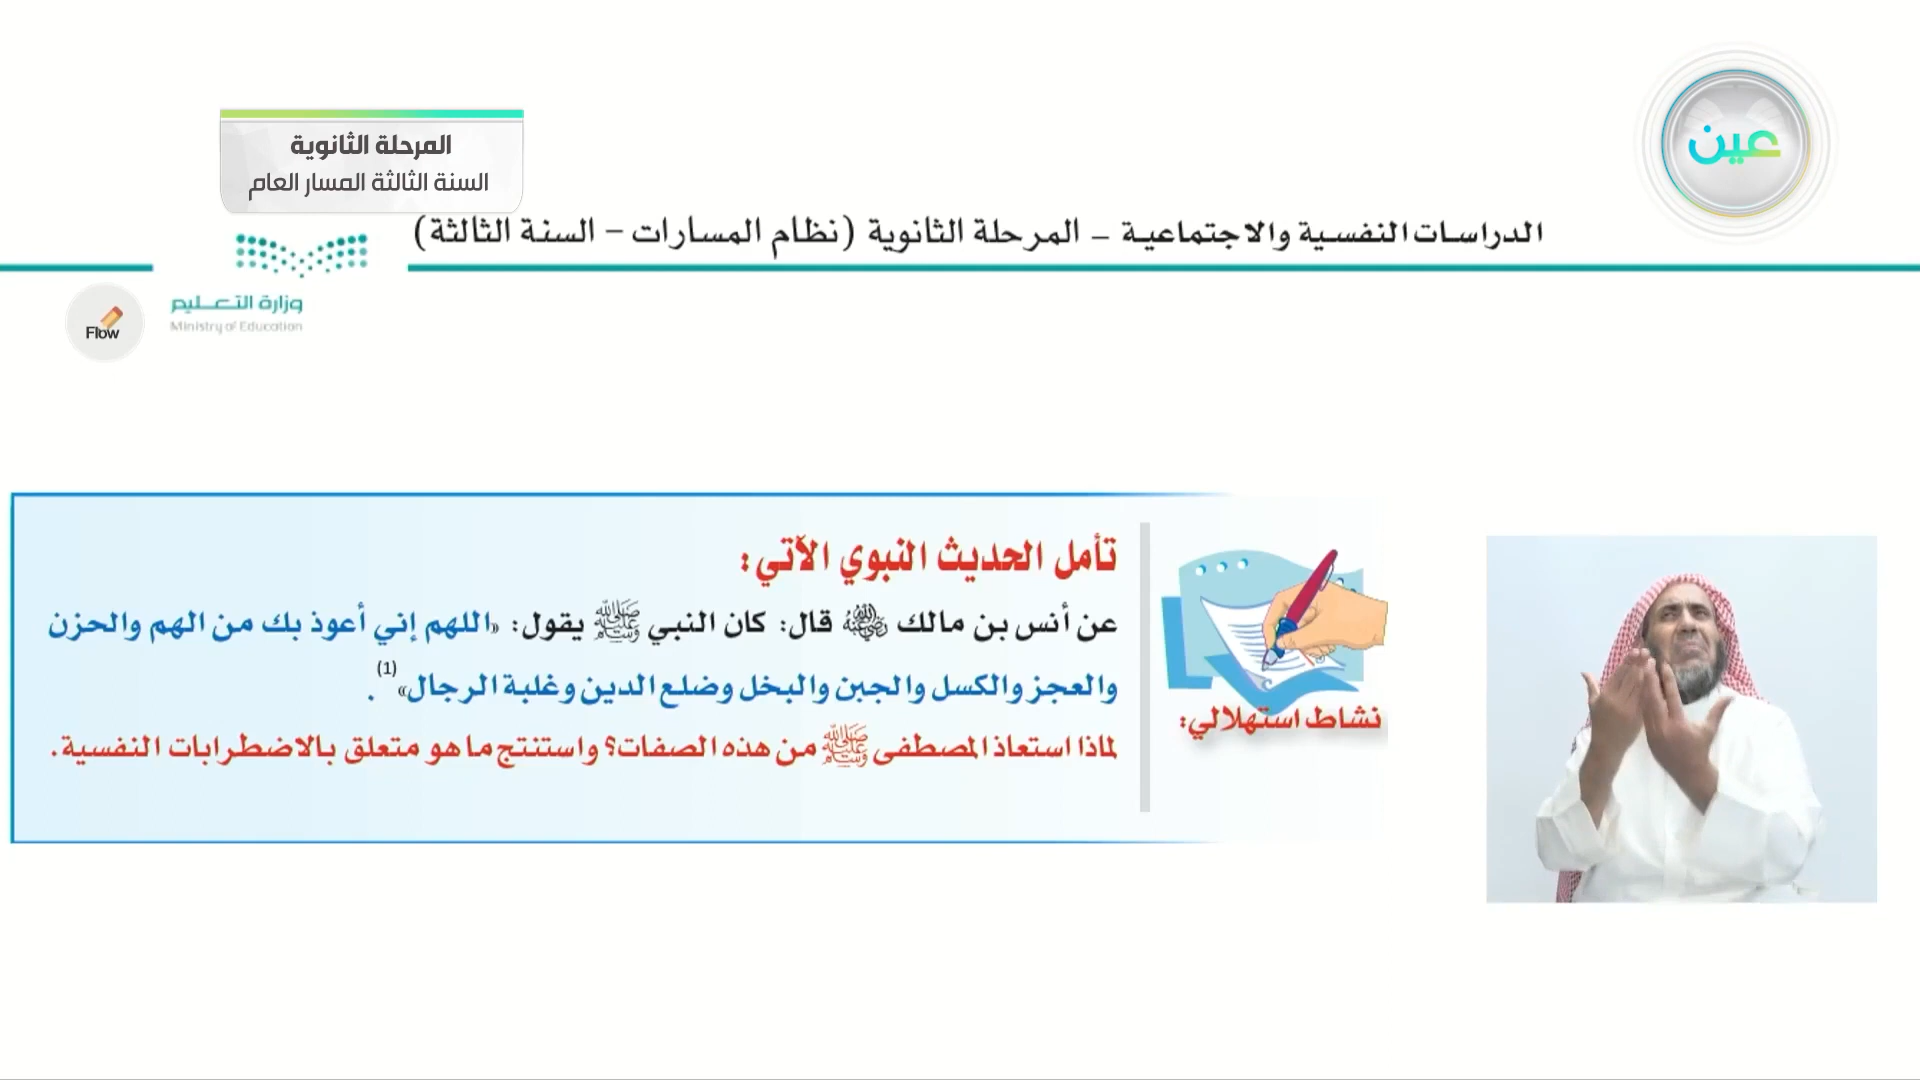 عين
المرحلة الثانوية
السنة الثالثة المسار العام
الدراسات النفسية والاجتماعية – المرحلة الثانوية (نظام المسارات – السنة الثالثة)
وزارة التعليم
Ministry of Education
Flow
تأمل الحديث النبوي الآتي:
عن أنس بن مالك رضي الله عنه قال: كان النبي ﷺ يقول: «اللهم إني أعوذ بك من الهم والحزن
والعجز والكسل والجبن والبخل وضلع الدين وغلبة الرجال»(1).
لماذا استعاذ المصطفى ﷺ من هذه الصفات؟ واستنتج ما هو متعلق بالاضطرابات النفسية.
نشاط استهلالي: